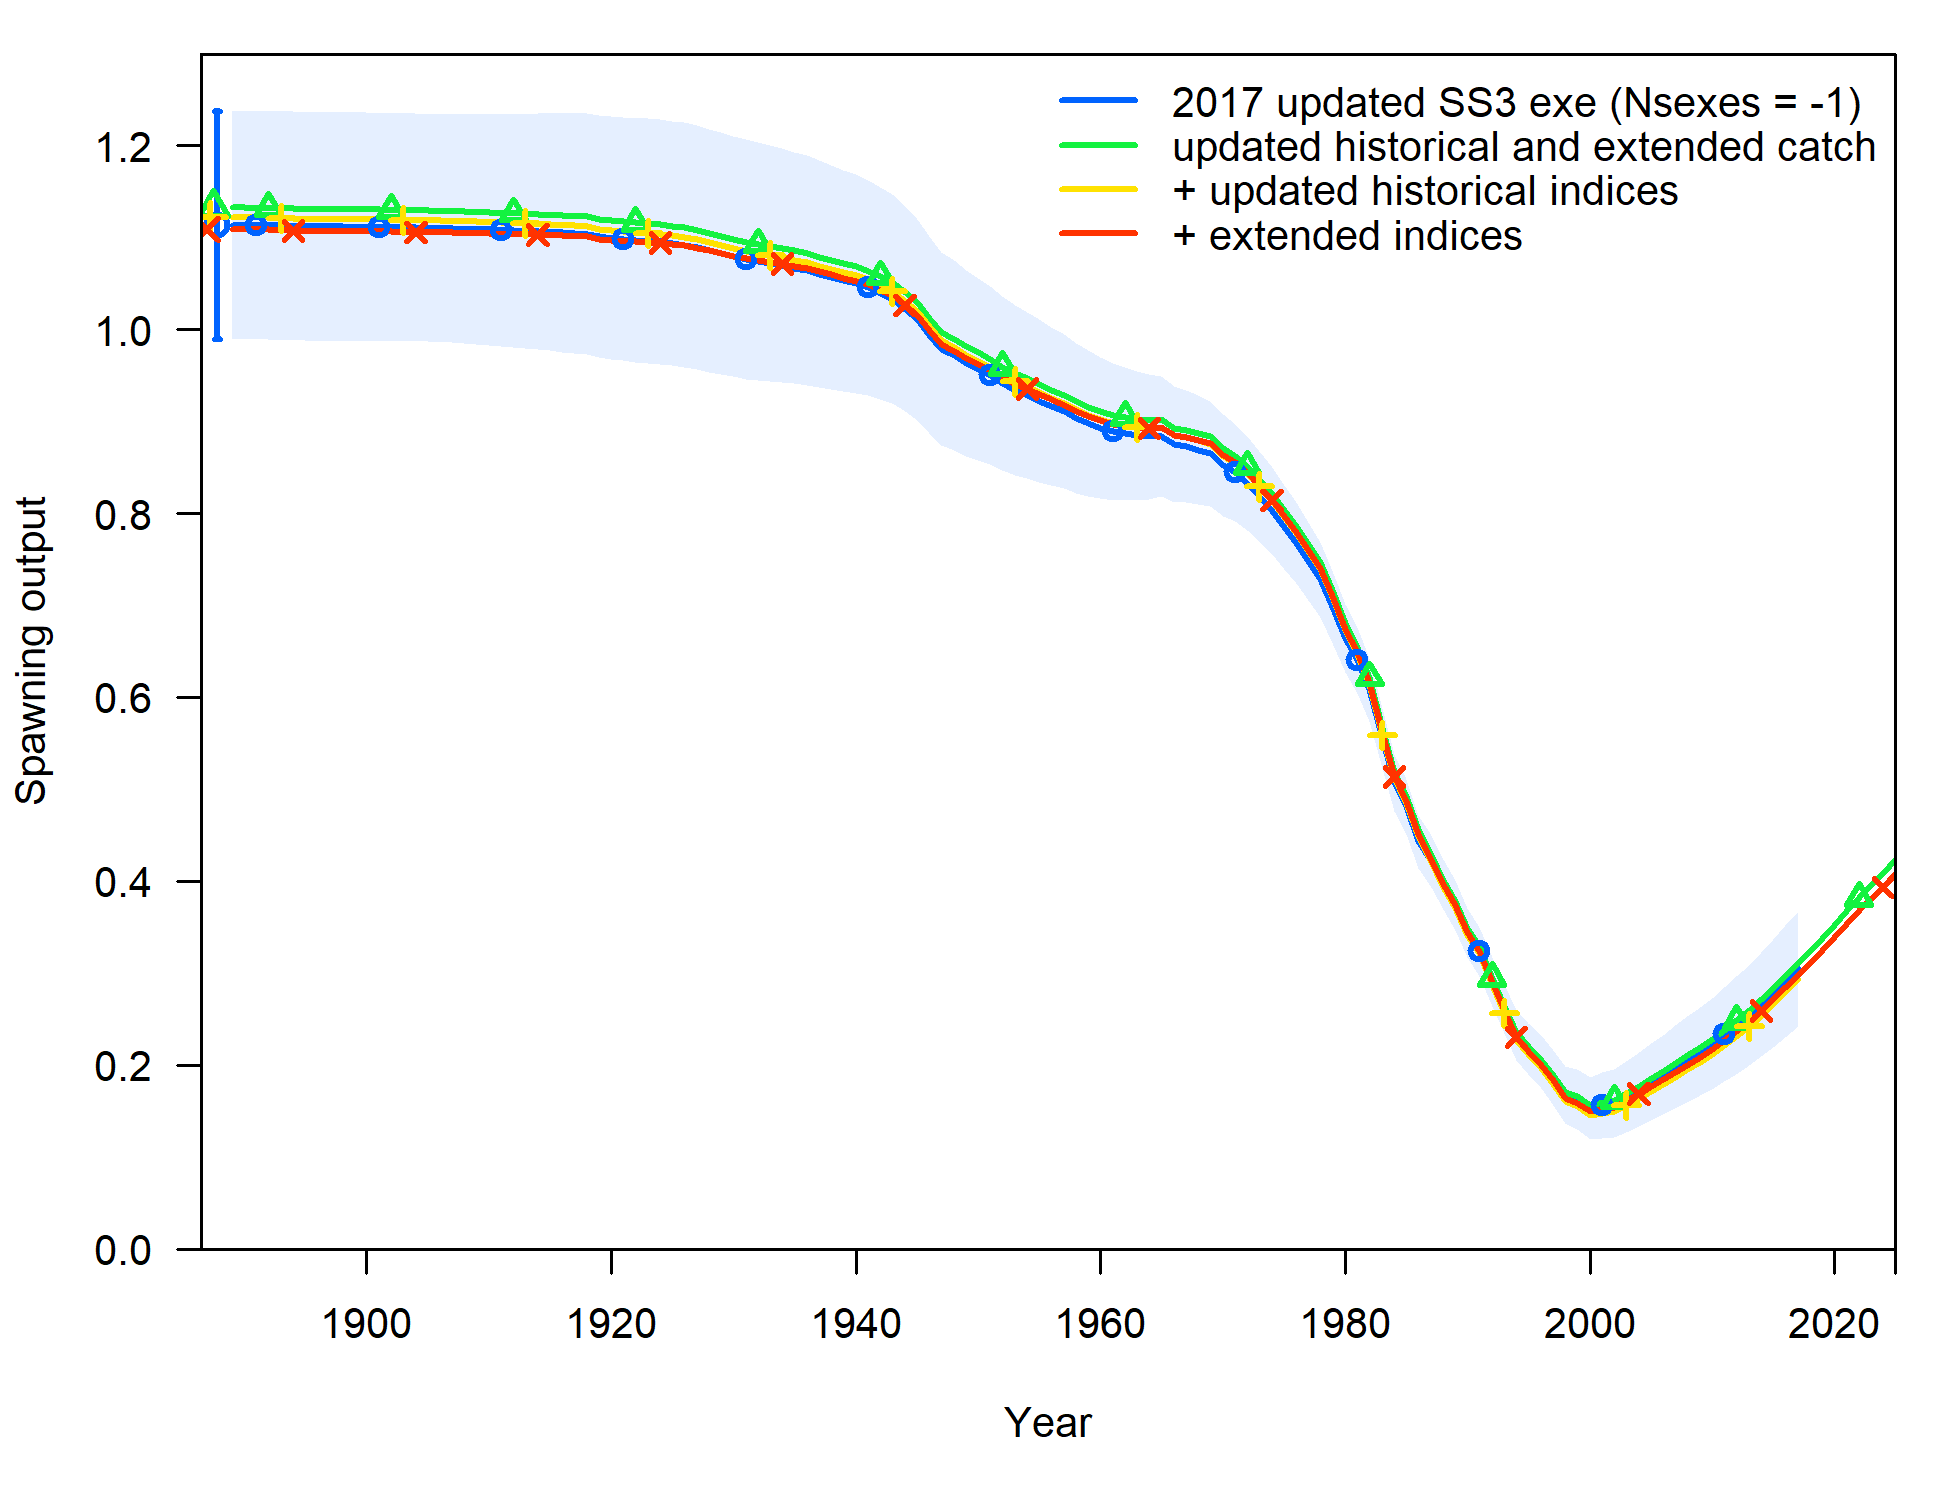 2017 updated SS3 exe (Nsexes = -1)
updated historical and extended catch
+ updated historical indices
+ extended indices
Spawning output
1.2
1.0
0.8
0.6
0.4
0.2
0.0
1900 1920 1940 1960 1980 2000 2020
Year